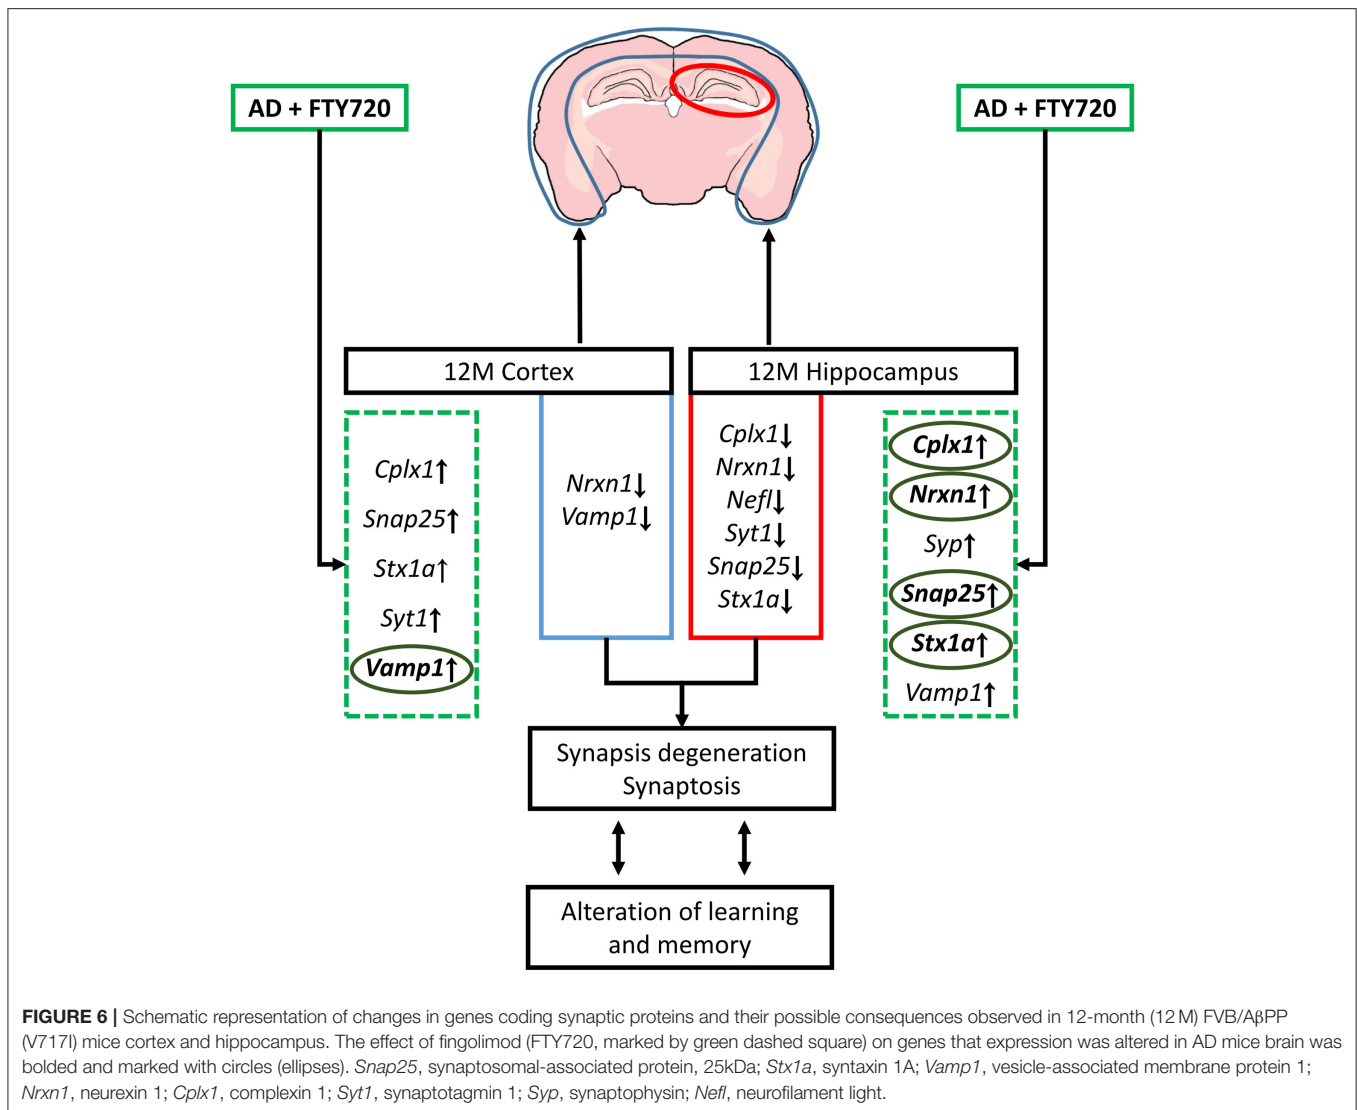 AD + FTY720
AD + FTY720
12M Cortex
12M Hippocampus
Cplx1↑
Snap25↑
Stx1a↑
Syt1↑
Vamp1↑
Nrxn1↓
Vamp1↓
Cplx1↓
Nrxn1↓
Nefl↓
Syt1↓
Snap25↓
Stx1a↓
Cplx1↑
Nrxn1↑
Syp↑
Snap25↑
Stx1a↑
Vamp1↑
Synapsis degeneration
Synaptosis
Alteration of learning
and memory
FIGURE 6 | Schematic representation of changes in genes coding synaptic proteins and their possible consequences observed in 12-month (12 M) FVB/AβPP
(V717I) mice cortex and hippocampus. The effect of fingolimod (FTY720, marked by green dashed square) on genes that expression was altered in AD mice brain was
bolded and marked with circles (ellipses). Snap25, synaptosomal-associated protein, 25kDa; Stx1a, syntaxin 1A; Vamp1, vesicle-associated membrane protein 1;
Nrxn1, neurexin 1; Cplx1, complexin 1; Syt1, synaptotagmin 1; Syp, synaptophysin; Nefl, neurofilament light.